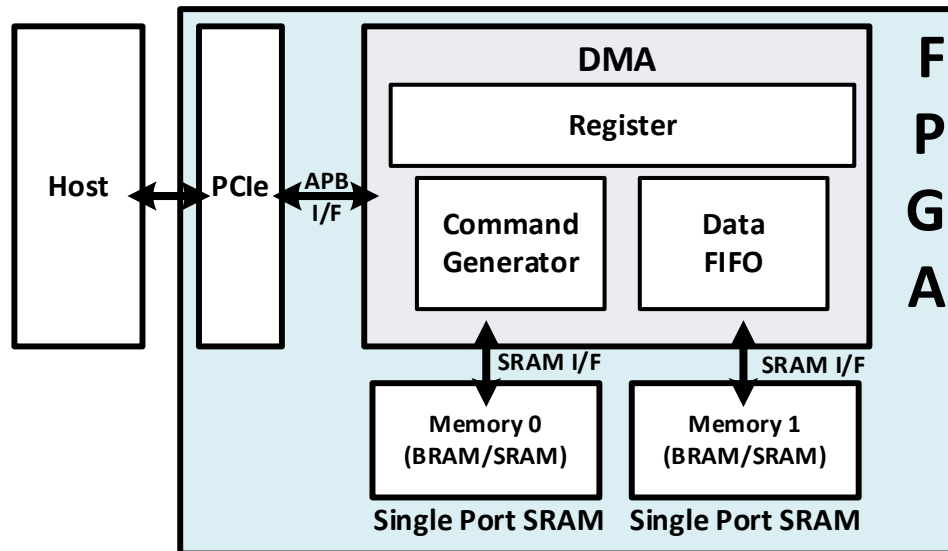 DMA
Register
Host
PCIe
APB
I/F
Command
Generator
Data
FIFO
F
P
G
A
SRAM I/F
SRAM I/F
Memory 0
(BRAM/SRAM)
Memory 1
(BRAM/SRAM)
Single Port SRAM
Single Port SRAM